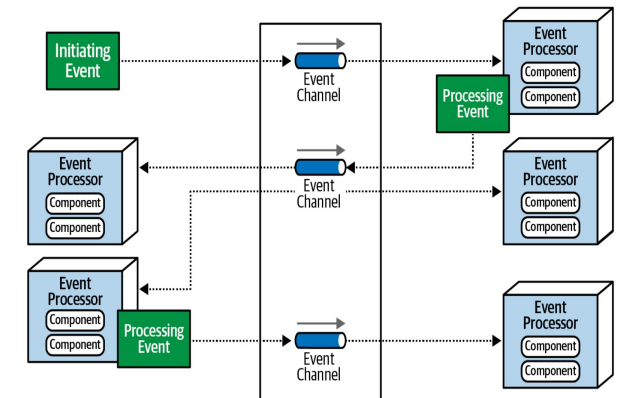 Initiating
Event
Event
Channel
Event
Processor
Component
Component
Processing
Event
Event
Processor
Component
Component
Event
Channel
Event
Processor
Component
Component
Event
Processor
Component
Component
Processing
Event
Event
Channel
Event
Processor
Component
Component